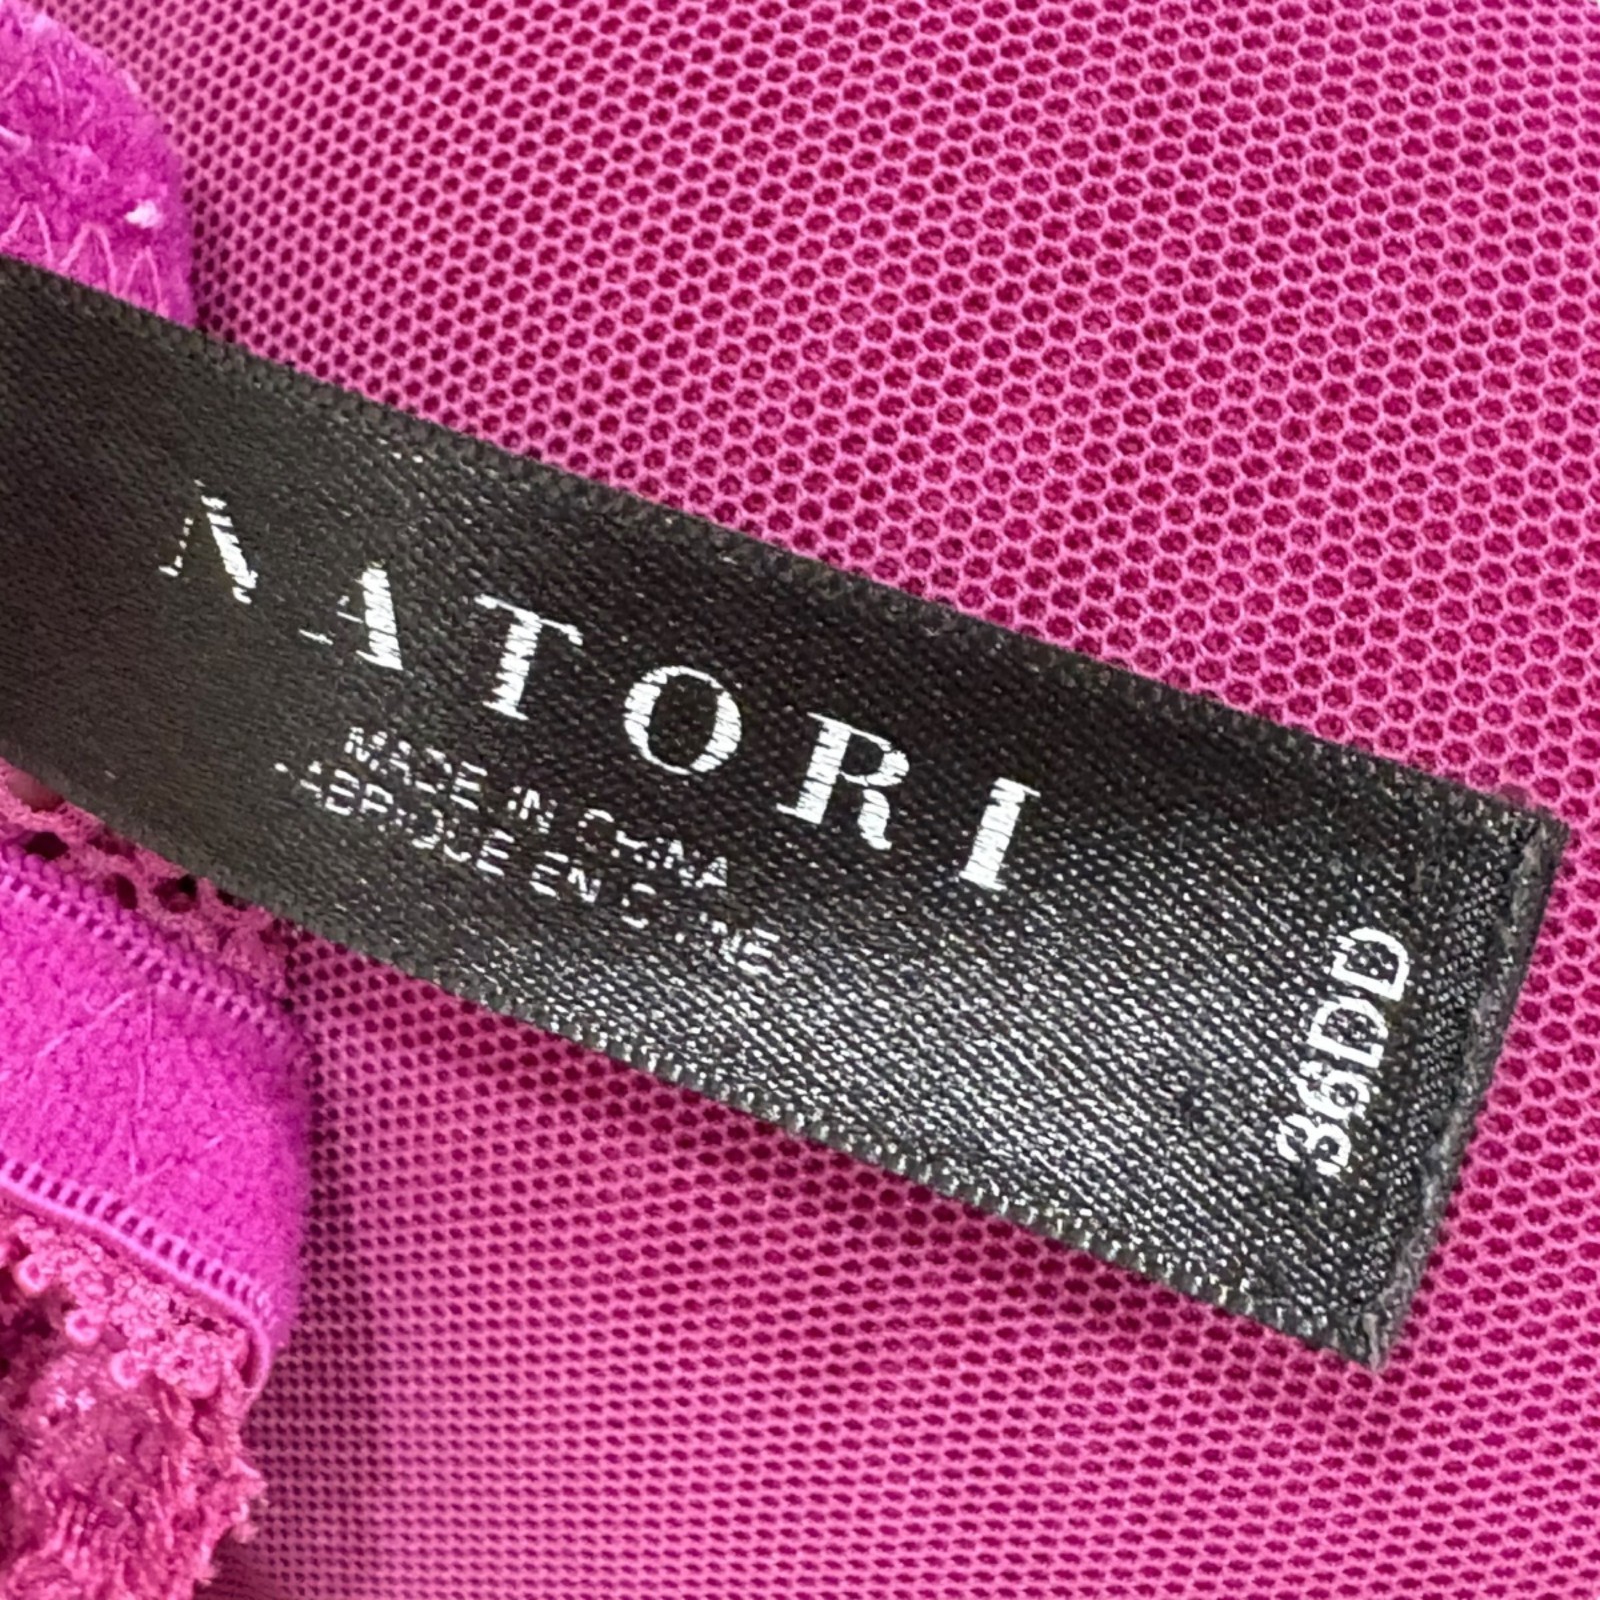 NATORI
MADE IN CHINA
FABRIQUE EN CHINE
36DD